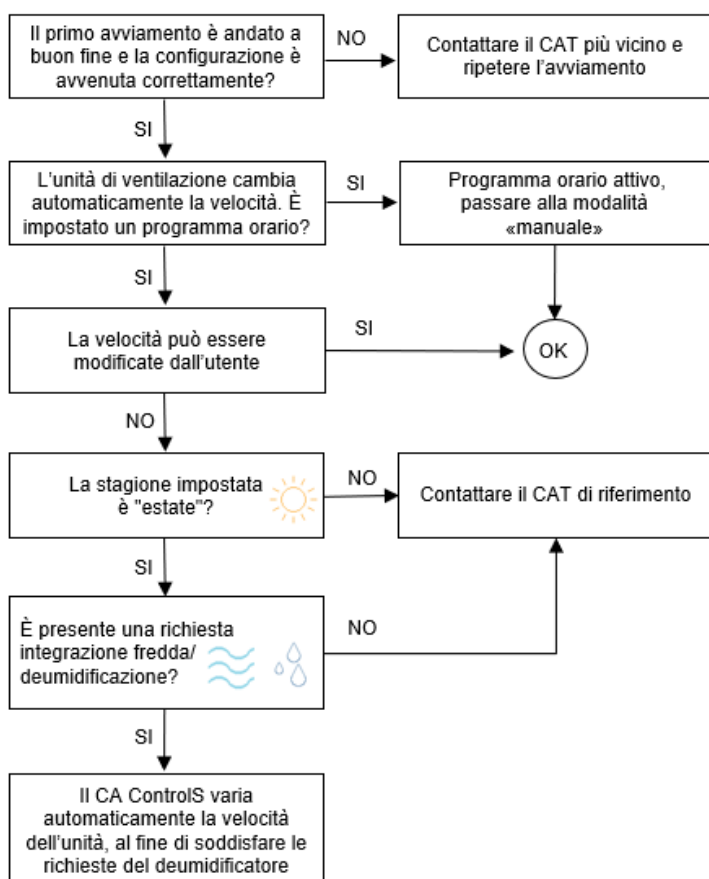 Il primo avviamento è andato a
buon fine e la configurazione è
avvenuta correttamente?
NO
Contattare il CAT più vicino e
ripetere l'avviamento
SI
L'unità di ventilazione cambia
automaticamente la velocità. È
impostato un programma orario?
SI
Programma orario attivo,
passare alla modalità
«manuale»
SI
La velocità può essere
modificate dall'utente
SI
OK
NO
La stagione impostata
è "estate"?
NO
Contattare il CAT di riferimento
SI
È presente una richiesta
integrazione fredda/
deumidificazione?
NO
SI
Il CA ControlS varia
automaticamente la velocità
dell'unità, al fine di soddisfare le
richieste del deumidificatore